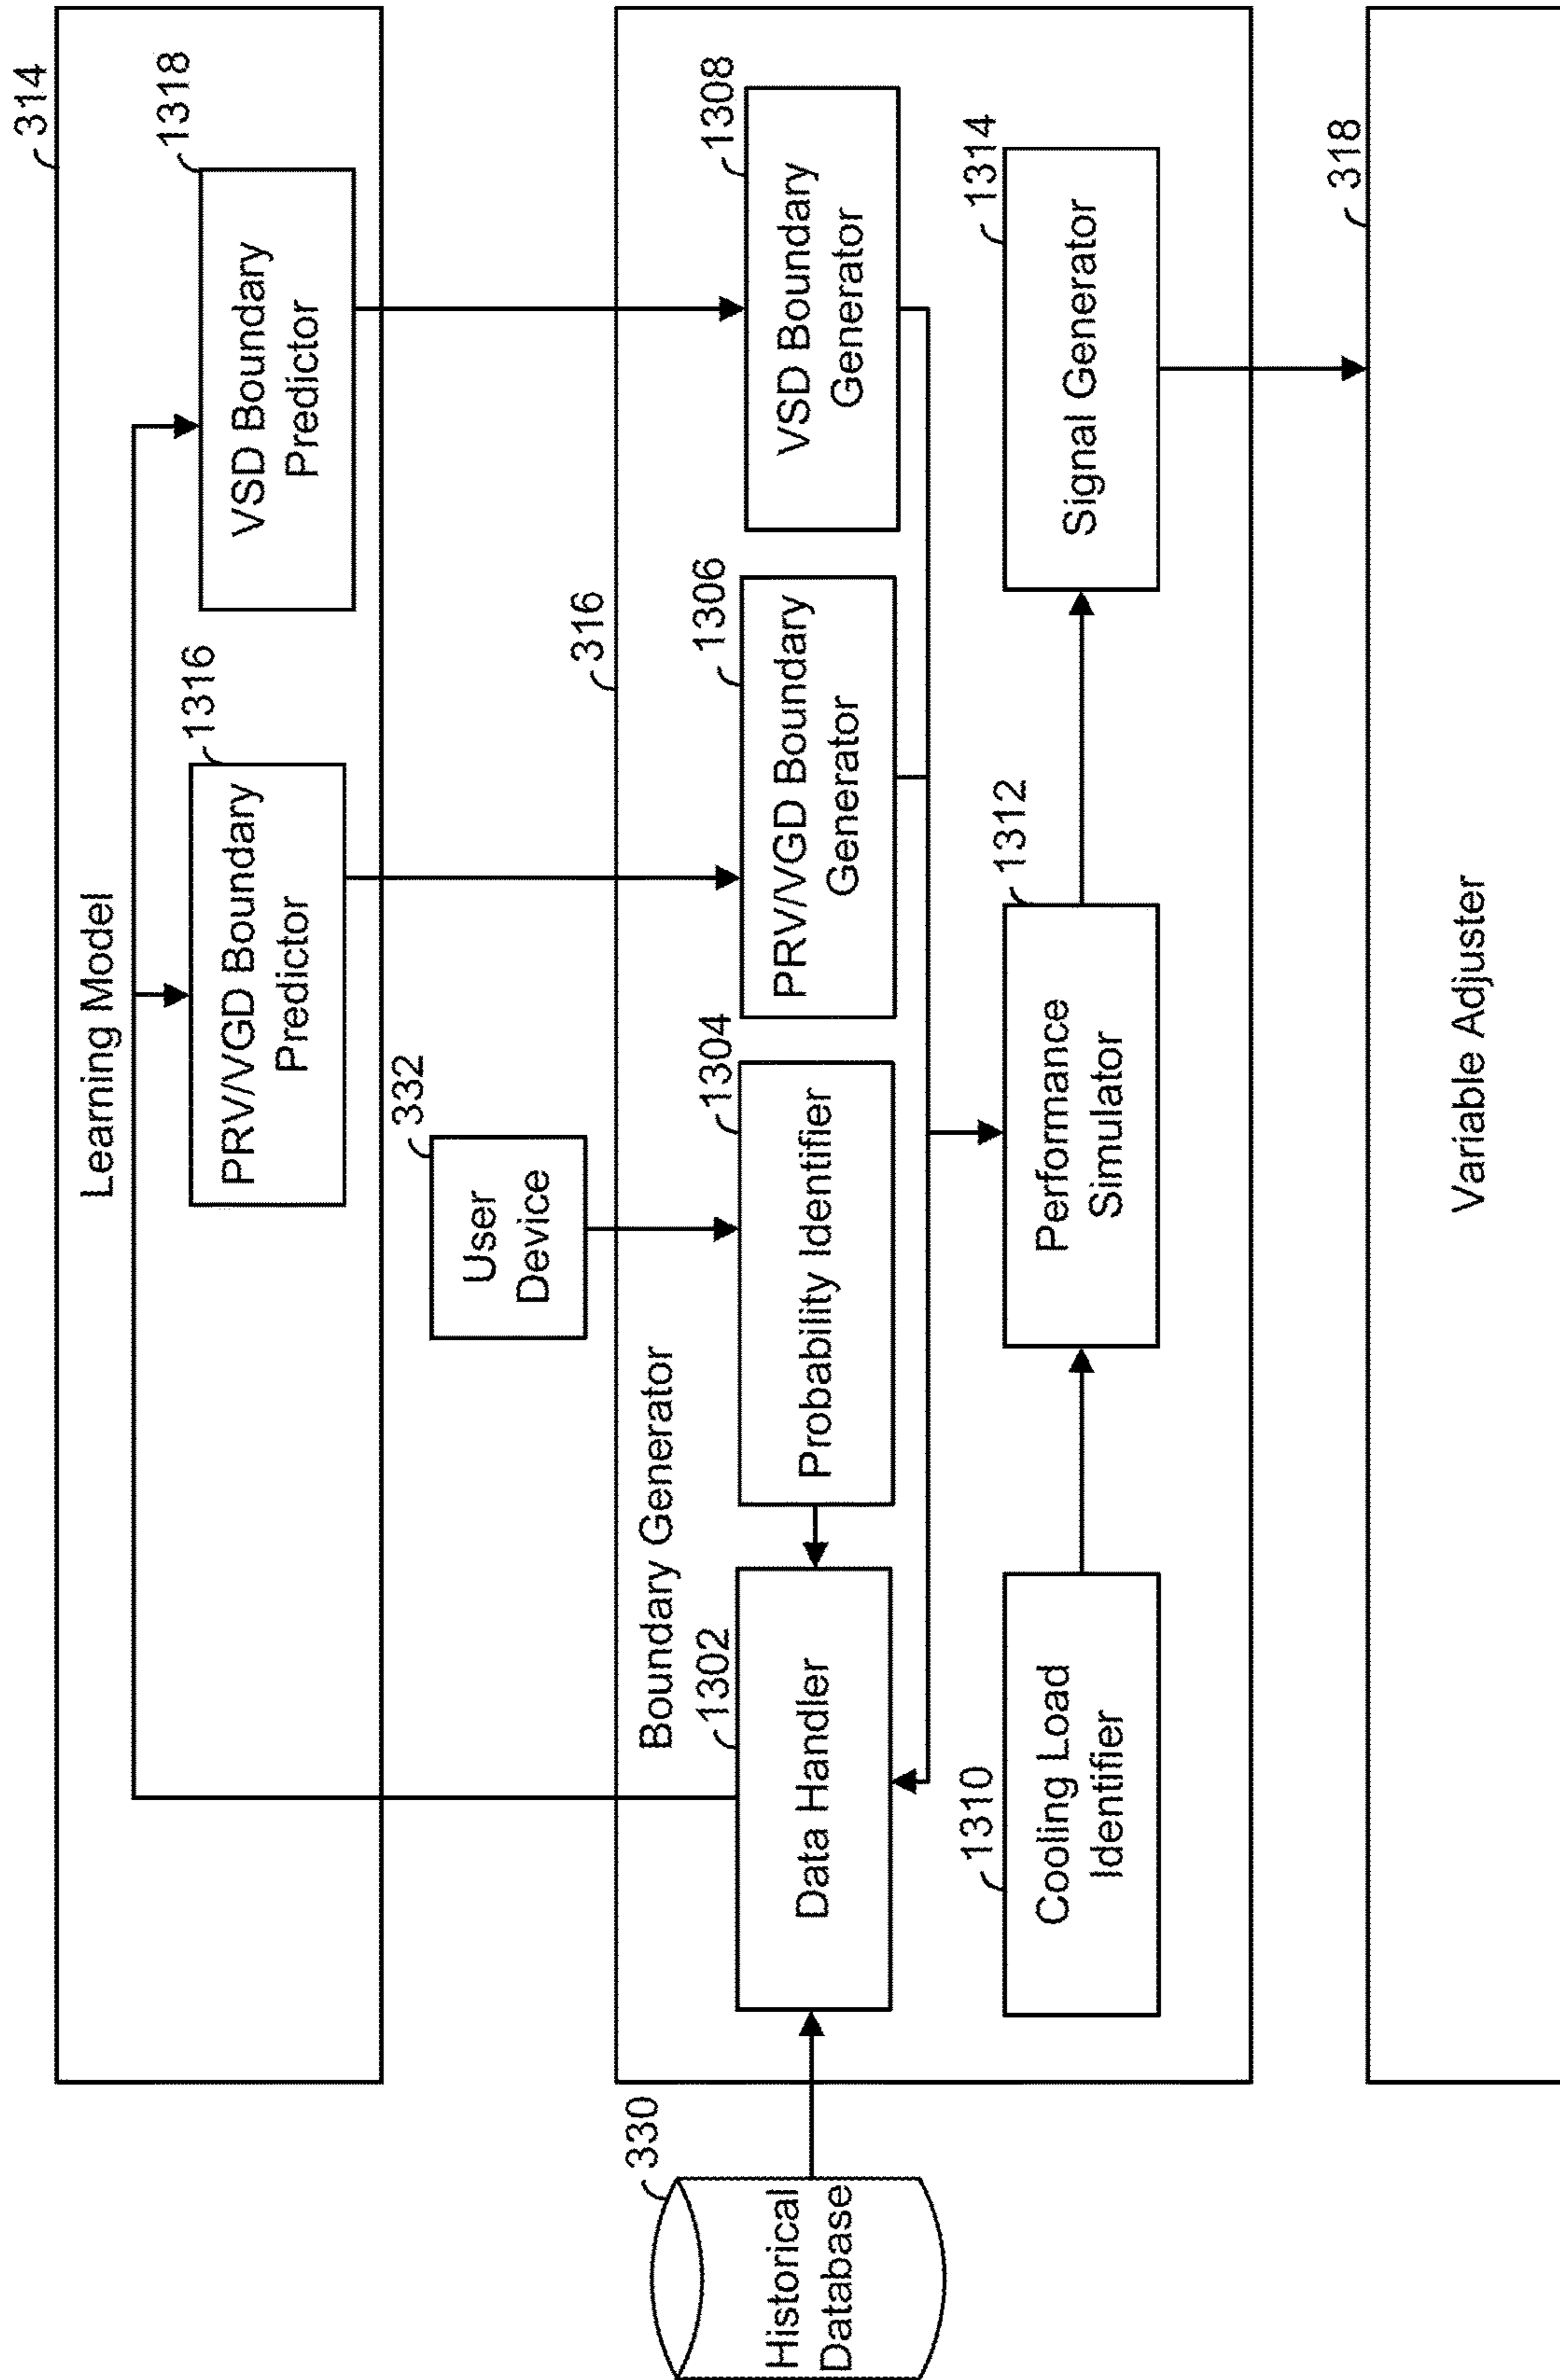 314
Learning Model
1316
PRV/VGD Boundary
Predictor
1318
VSD Boundary
Predictor
332
User
Device
316
Boundary Generator
330
Historical
Database
1302
Data Handler
1304
Probability Identifier
1306
PRV/VGD Boundary
Generator
1308
VSD Boundary
Generator
1310
Cooling Load
Identifier
1312
Performance
Simulator
1314
Signal Generator
318
Variable Adjuster